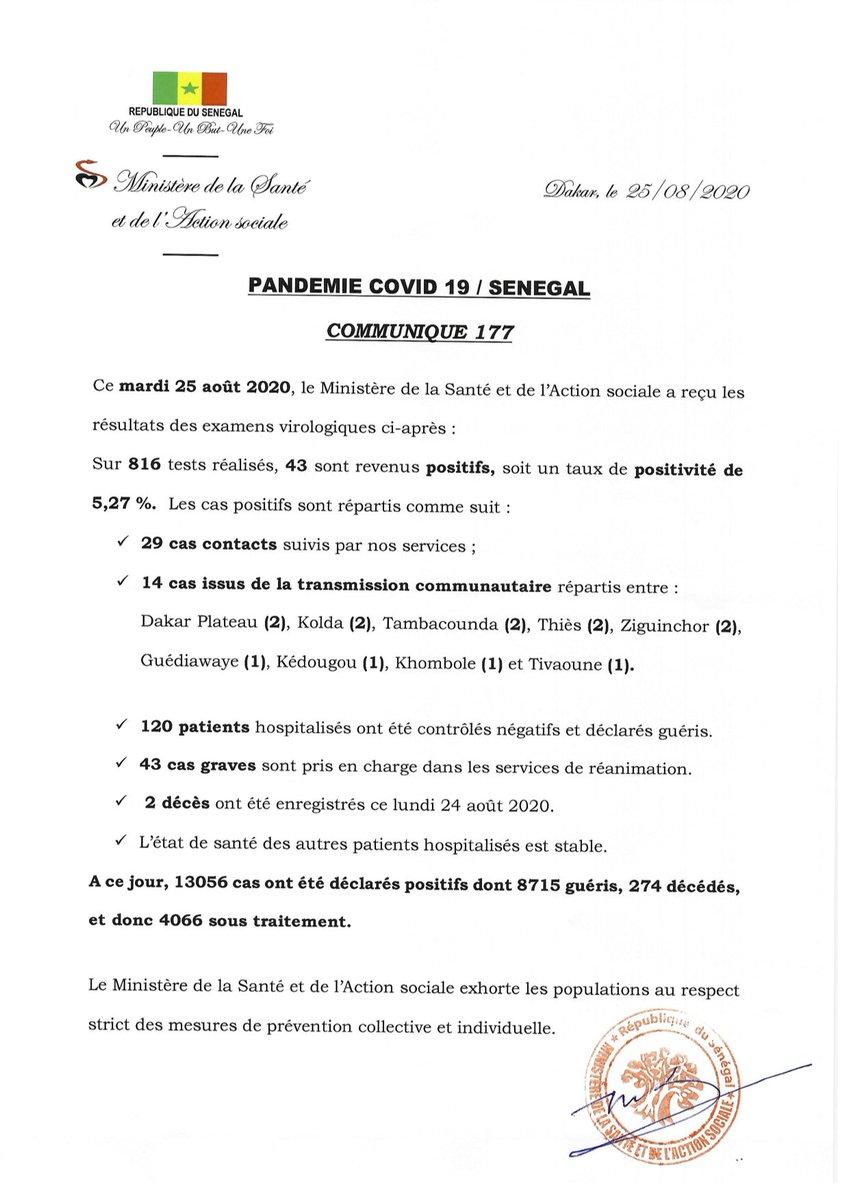 REPUBLIQUE DU SENEGAL
Un Peuple-Un But-Une Foi
Ministère de la Santé
et de l'Action sociale
Dakar, le 25/08/2020
PANDEMIE COVID 19 / SENEGAL
COMMUNIQUE 177
Ce mardi 25 août 2020, le Ministère de la Santé et de l'Action sociale a reçu les
résultats des examens virologiques ci-après :
Sur 816 tests réalisés, 43 sont revenus positifs, soit un taux de positivité de
5,27 %. Les cas positifs sont répartis comme suit :
✓ 29 cas contacts suivis par nos services ;
✓ 14 cas issus de la transmission communautaire répartis entre :
Dakar Plateau (2), Kolda (2), Tambacounda (2), Thiès (2), Ziguinchor (2),
Guédiawaye (1), Kédougou (1), Khombole (1) et Tivaoune (1).
✓ 120 patients hospitalisés ont été contrôlés négatifs et déclarés guéris.
✓ 43 cas graves sont pris en charge dans les services de réanimation.
✓ 2 décès ont été enregistrés ce lundi 24 août 2020.
✓ L'état de santé des autres patients hospitalisés est stable.
A ce jour, 13056 cas ont été déclarés positifs dont 8715 guéris, 274 décédés,
et donc 4066 sous traitement.
Le Ministère de la Santé et de l'Action sociale exhorte les populations au respect
strict des mesures de prévention collective et individuelle.
République du Sénégal
MINISTÈRE DE LA SANTÉ ET DE L'ACTION SOCIALE